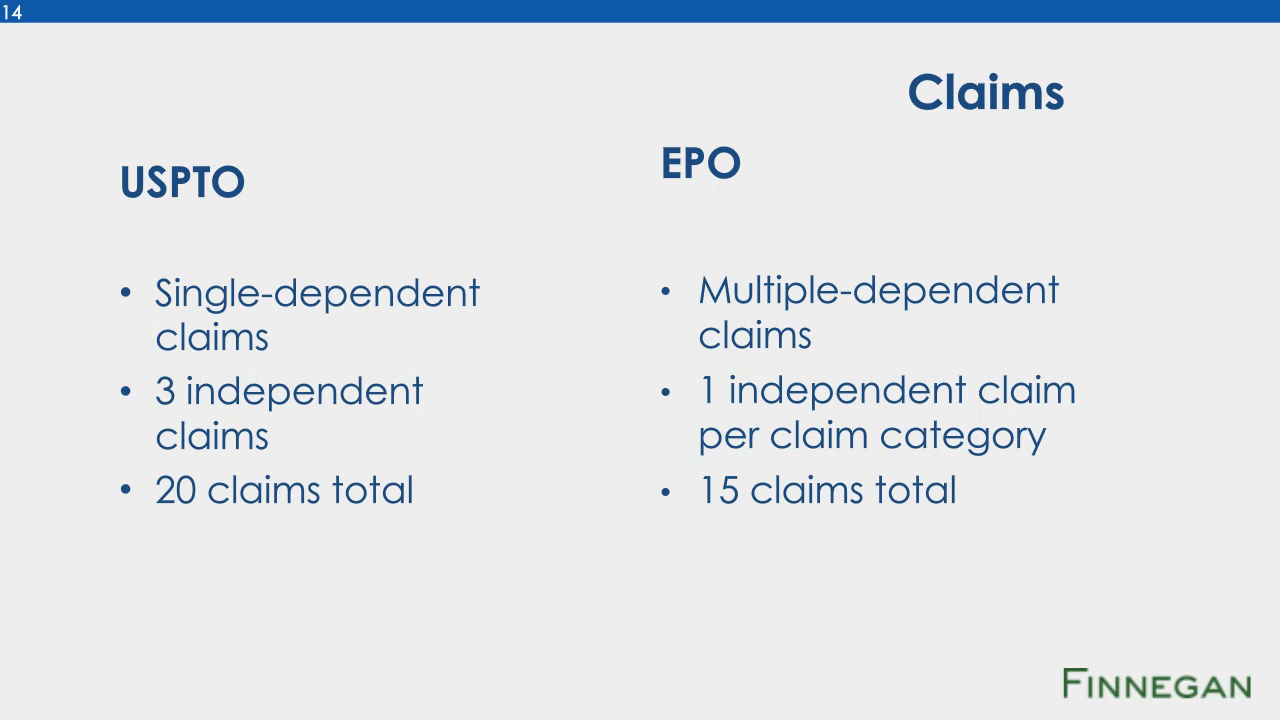 14
Claims
USPTO
• Single-dependent
claims
• 3 independent
claims
• 20 claims total
EPO
• Multiple-dependent
claims
• 1 independent claim
per claim category
• 15 claims total
FINNEGAN